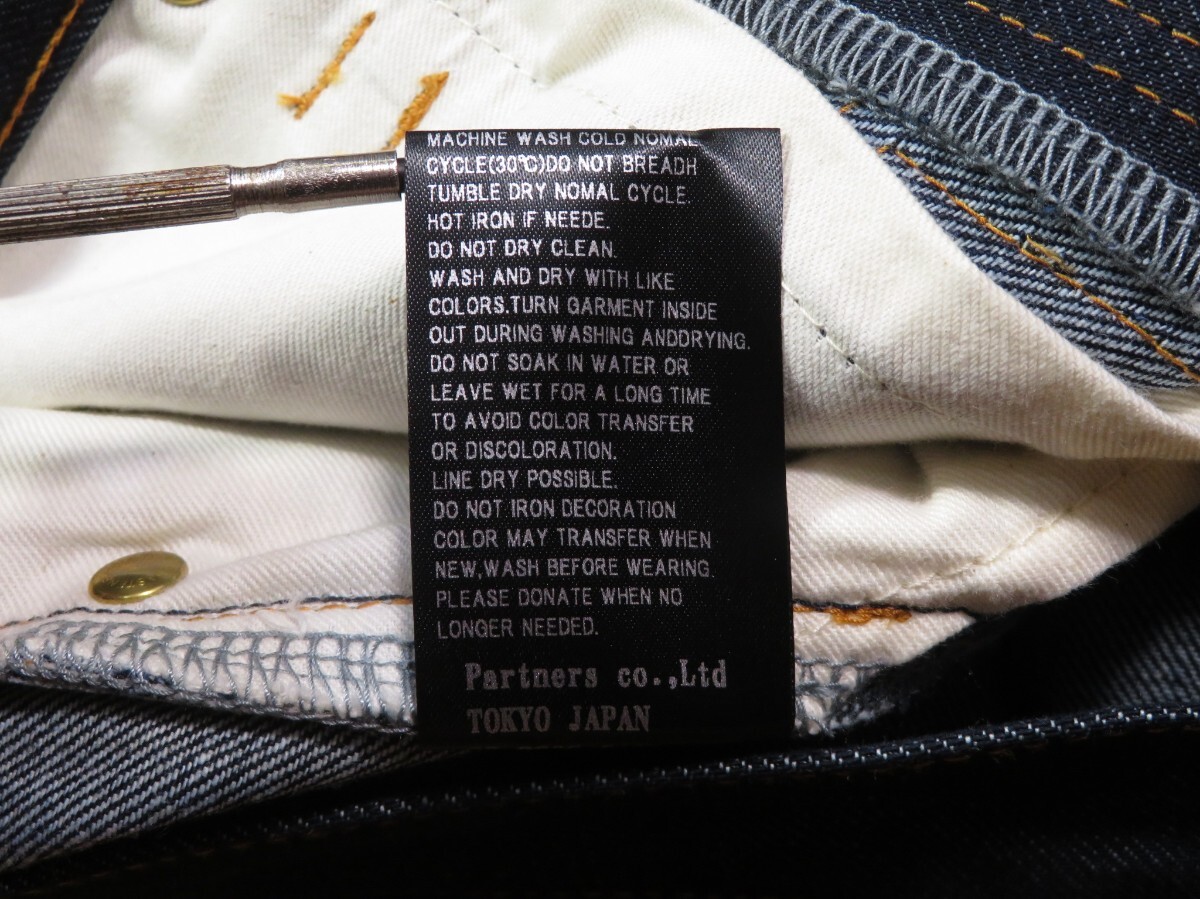 MACHINE WASH COLD NOMAL
CYCLE(30℃)DO NOT BREADH
TUMBLE DRY NOMAL CYCLE.
HOT IRON IF NEEDE.
DO NOT DRY CLEAN.
WASH AND DRY WITH LIKE
COLORS.TURN GARMENT INSIDE
OUT DURING WASHING ANDDRYING.
DO NOT SOAK IN WATER OR
LEAVE WET FOR A LONG TIME
TO AVOID COLOR TRANSFER
OR DISCOLORATION.
LINE DRY POSSIBLE.
DO NOT IRON DECORATION
COLOR MAY TRANSFER WHEN
NEW,WASH BEFORE WEARING.
PLEASE DONATE WHEN NO
LONGER NEEDED.
Partners co.,Ltd
TOKYO JAPAN